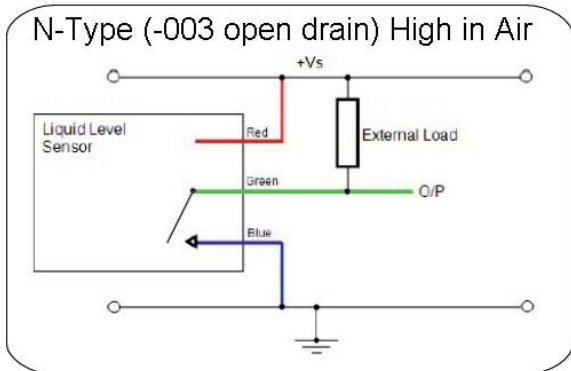 N-Type (-003 open drain) High in Air
+Vs
Liquid Level
Sensor
Red
External Load
Green
O/P
Blue